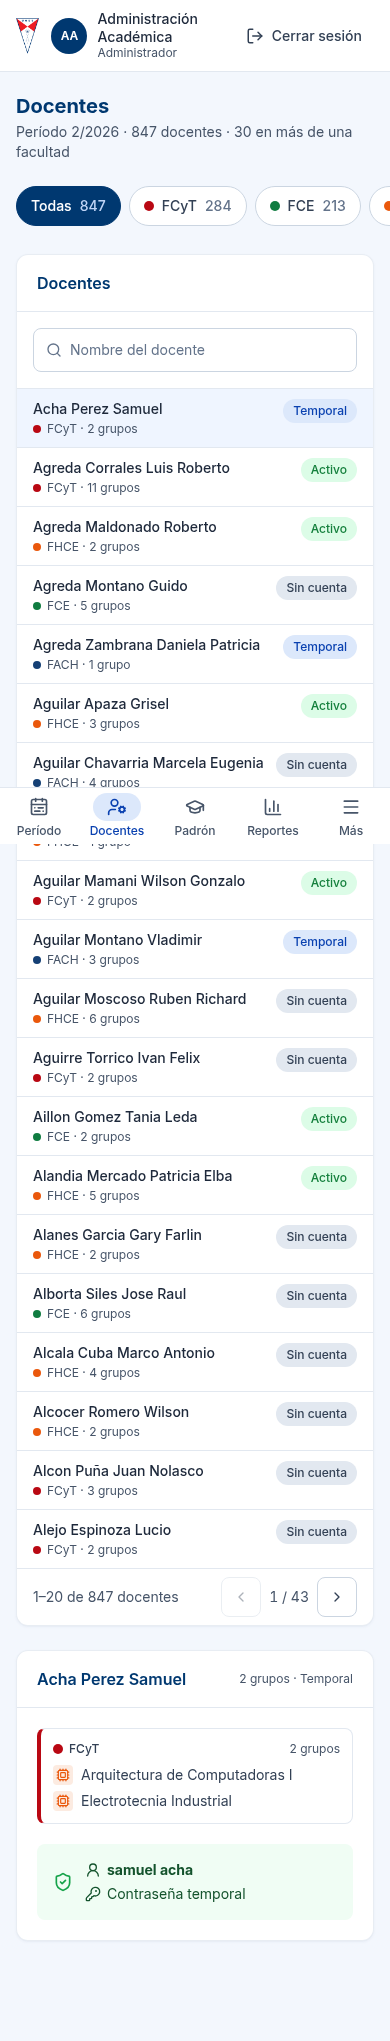 AA
Administración
Académica
Administrador
Cerrar sesión
Docentes
Período 2/2026 · 847 docentes · 30 en más de una
facultad
Todas 847
FCyT 284
FCE 213
Docentes
Nombre del docente
Acha Perez Samuel
Temporal
FCyT · 2 grupos
Agreda Corrales Luis Roberto
Activo
FCyT · 11 grupos
Agreda Maldonado Roberto
Activo
FHCE · 2 grupos
Agreda Montano Guido
Sin cuenta
FCE · 5 grupos
Agreda Zambrana Daniela Patricia
Temporal
FACH · 1 grupo
Aguilar Apaza Grisel
Activo
FHCE · 3 grupos
Aguilar Chavarria Marcela Eugenia
Sin cuenta
FACH · 4 grupos
Período
Docentes
Padrón
Reportes
Más
Aguilar Mamani Wilson Gonzalo
Activo
FCyT · 2 grupos
Aguilar Montano Vladimir
Temporal
FACH · 3 grupos
Aguilar Moscoso Ruben Richard
Sin cuenta
FHCE · 6 grupos
Aguirre Torrico Ivan Felix
Sin cuenta
FCyT · 2 grupos
Aillon Gomez Tania Leda
Activo
FCE · 2 grupos
Alandia Mercado Patricia Elba
Activo
FHCE · 5 grupos
Alanes Garcia Gary Farlin
Sin cuenta
FHCE · 2 grupos
Alborta Siles Jose Raul
Sin cuenta
FCE · 6 grupos
Alcala Cuba Marco Antonio
Sin cuenta
FHCE · 4 grupos
Alcocer Romero Wilson
Sin cuenta
FHCE · 2 grupos
Alcon Puña Juan Nolasco
Sin cuenta
FCyT · 3 grupos
Alejo Espinoza Lucio
Sin cuenta
FCyT · 2 grupos
1–20 de 847 docentes
1 / 43
Acha Perez Samuel
2 grupos · Temporal
FCyT
2 grupos
Arquitectura de Computadoras I
Electrotecnia Industrial
samuel acha
Contraseña temporal